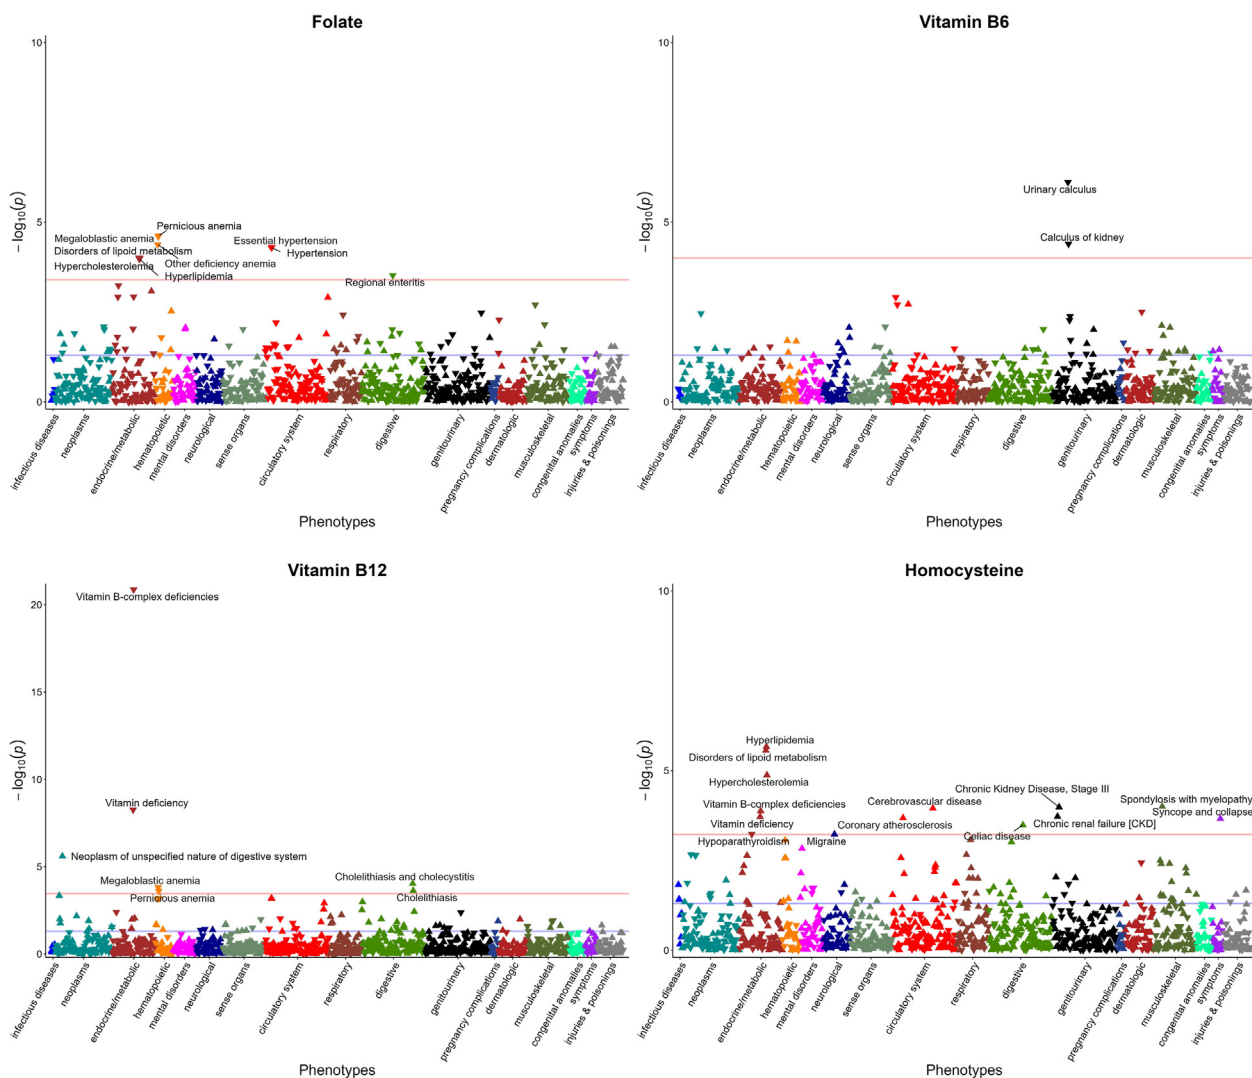 Folate
10
5
0
− log10(p)
Pernicious anemia
Megaloblastic anemia
Disorders of lipoid metabolism
Other deficiency anemia
Hypercholesterolemia
Hyperlipidemia
Essential hypertension
Hypertension
Regional enteritis
infectious diseases
neoplasms
endocrine/metabolic
hematopoietic
mental disorders
neurological
sense organs
circulatory system
respiratory
digestive
genitourinary
pregnancy complications
dermatologic
musculoskeletal
congenital anomalies
symptoms
injuries & poisonings
Phenotypes
Vitamin B6
10
5
0
− log10(p)
Urinary calculus
Calculus of kidney
infectious diseases
neoplasms
endocrine/metabolic
hematopoietic
mental disorders
neurological
sense organs
circulatory system
respiratory
digestive
genitourinary
pregnancy complications
dermatologic
musculoskeletal
congenital anomalies
symptoms
injuries & poisonings
Phenotypes
Vitamin B12
20
15
10
5
0
− log10(p)
Vitamin B-complex deficiencies
Vitamin deficiency
Neoplasm of unspecified nature of digestive system
Megaloblastic anemia
Pernicious anemia
Cholelithiasis and cholecystitis
Cholelithiasis
infectious diseases
neoplasms
endocrine/metabolic
hematopoietic
mental disorders
neurological
sense organs
circulatory system
respiratory
digestive
genitourinary
pregnancy complications
dermatologic
musculoskeletal
congenital anomalies
symptoms
injuries & poisonings
Phenotypes
Homocysteine
10
5
0
− log10(p)
Hyperlipidemia
Disorders of lipoid metabolism
Hypercholesterolemia
Vitamin B-complex deficiencies
Vitamin deficiency
Hypoparathyroidism
Migraine
Cerebrovascular disease
Coronary atherosclerosis
Chronic Kidney Disease, Stage III
Chronic renal failure [CKD]
Celiac disease
Spondylosis with myelopathy
Syncope and collapse
infectious diseases
neoplasms
endocrine/metabolic
hematopoietic
mental disorders
neurological
sense organs
circulatory system
respiratory
digestive
genitourinary
pregnancy complications
dermatologic
musculoskeletal
congenital anomalies
symptoms
injuries & poisonings
Phenotypes